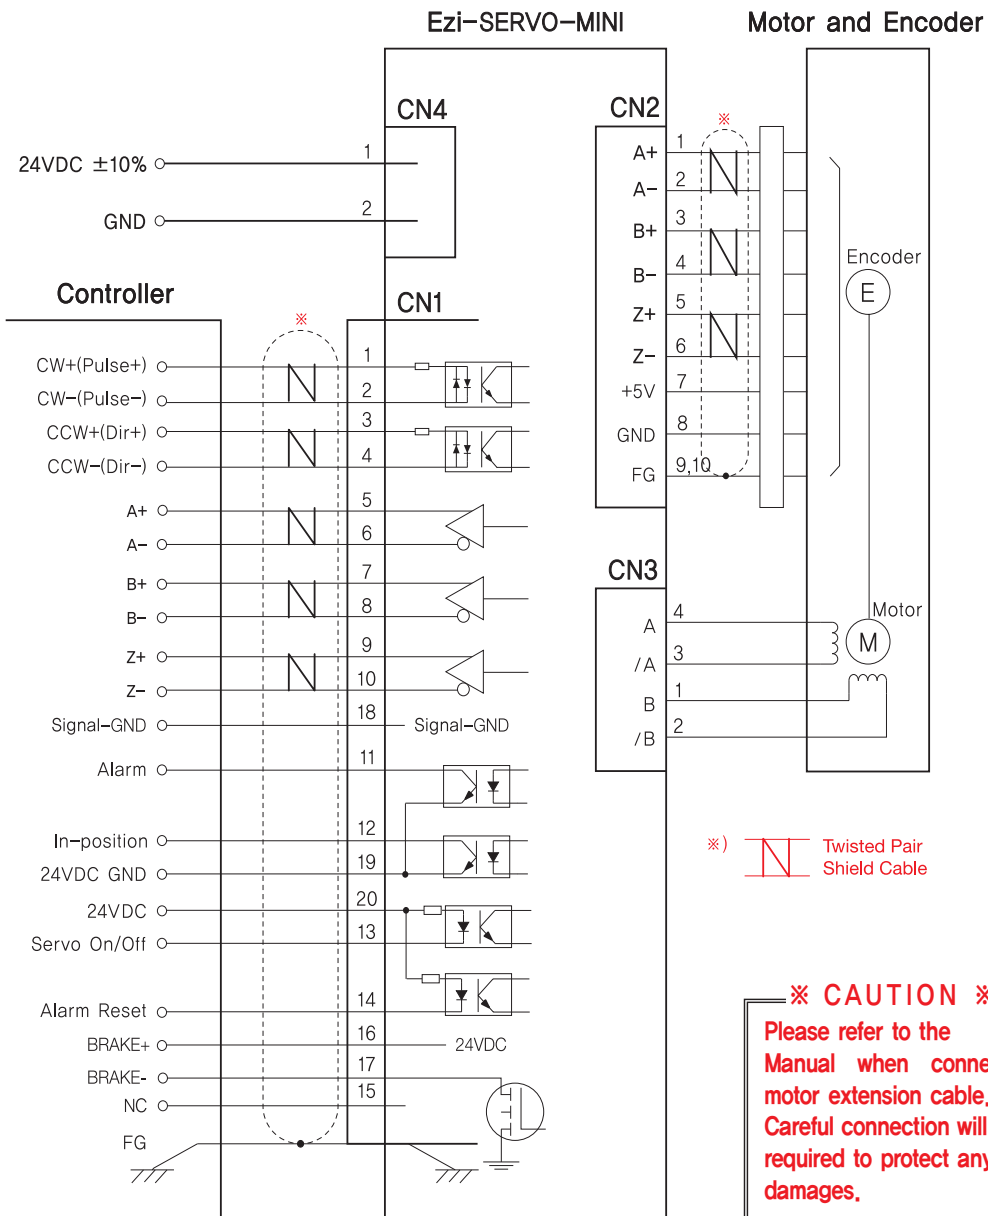 Ezi-SERVO-MINI
Motor and Encoder
CN4
24VDC ±10%
1
GND
2
CN2
※
A+ 1
A- 2
B+ 3
B- 4
Z+ 5
Z- 6
+5V 7
GND 8
FG 9,10
Encoder
E
Controller
CN1
※
CW+(Pulse+) 1
CW-(Pulse-) 2
CCW+(Dir+) 3
CCW-(Dir-) 4
A+ 5
A- 6
B+ 7
B- 8
Z+ 9
Z- 10
Signal-GND 18 Signal-GND
Alarm 11
In-position 12
24VDC GND 19
24VDC 20
Servo On/Off 13
Alarm Reset 14
BRAKE+ 16 24VDC
BRAKE- 17
NC 15
FG
CN3
A 4
/A 3
B 1
/B 2
Motor
M
※) Twisted Pair
Shield Cable
※ CAUTION ※
Please refer to the
Manual when conne
motor extension cable.
Careful connection will
required to protect any
damages.